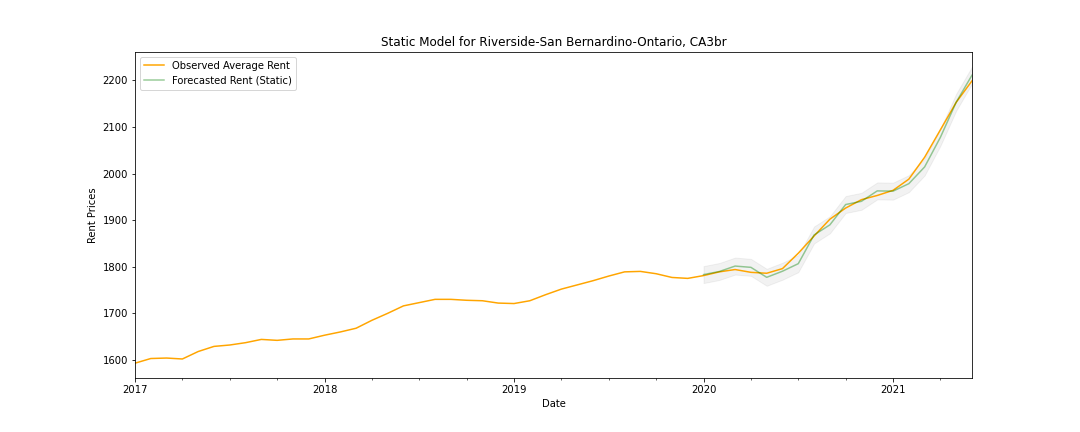 Static Model for Riverside-San Bernardino-Ontario, CA3br
Observed Average Rent
Forecasted Rent (Static)
2200
2100
2000
1900
1800
1700
1600
Rent Prices
2017
2018
2019
2020
2021
Date